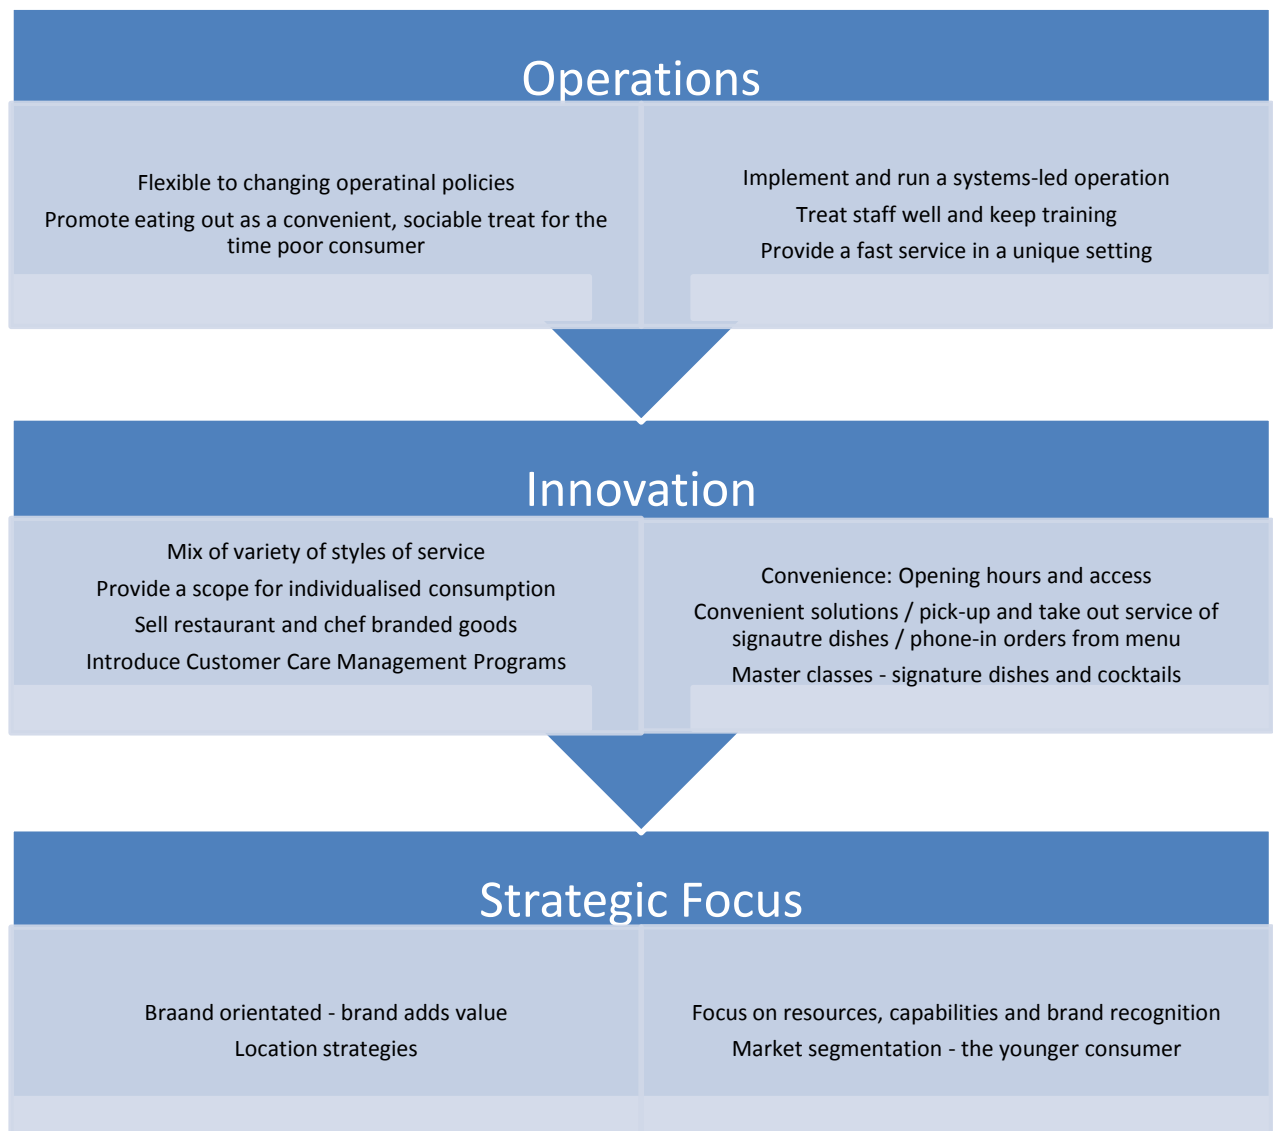 Operations
Flexible to changing operatinal policies
Promote eating out as a convenient, sociable treat for the
time poor consumer
Implement and run a systems-led operation
Treat staff well and keep training
Provide a fast service in a unique setting
Innovation
Mix of variety of styles of service
Provide a scope for individualised consumption
Sell restaurant and chef branded goods
Introduce Customer Care Management Programs
Convenience: Opening hours and access
Convenient solutions / pick-up and take out service of
signautre dishes / phone-in orders from menu
Master classes - signature dishes and cocktails
Strategic Focus
Braand orientated - brand adds value
Location strategies
Focus on resources, capabilities and brand recognition
Market segmentation - the younger consumer